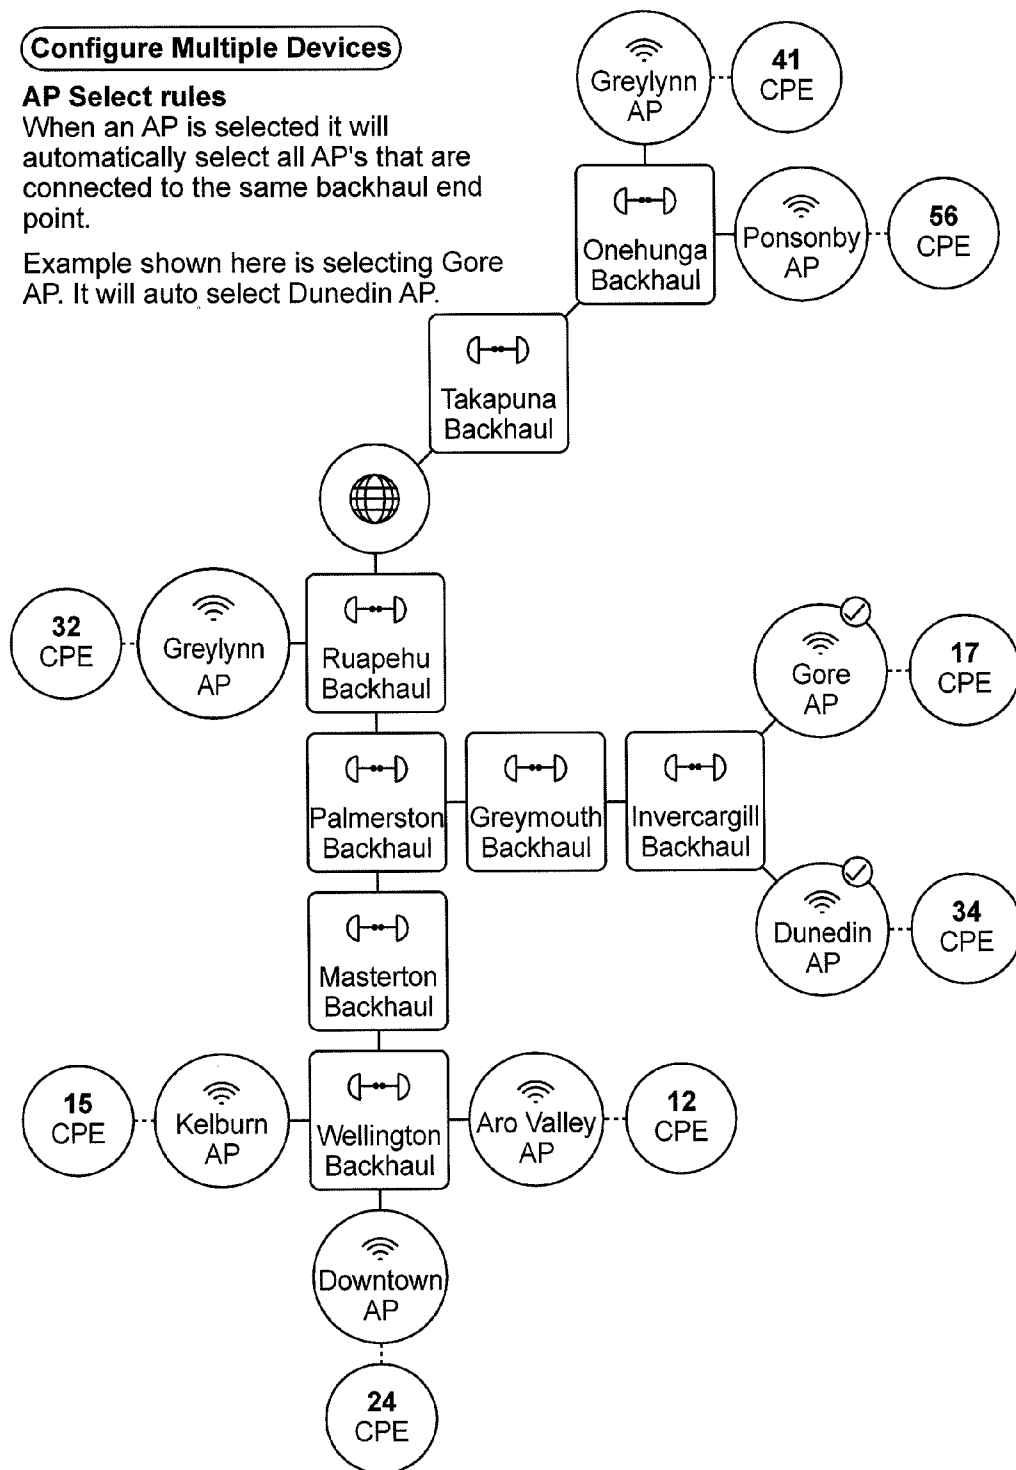 Configure Multiple Devices
AP Select rules
When an AP is selected it will
automatically select all AP's that are
connected to the same backhaul end
point.
Example shown here is selecting Gore
AP. It will auto select Dunedin AP.
Greylynn
AP
41
CPE
Onehunga
Backhaul
Ponsonby
AP
56
CPE
Takapuna
Backhaul
32
CPE
Greylynn
AP
Ruapehu
Backhaul
Gore
AP
17
CPE
Palmerston
Backhaul
Greymouth
Backhaul
Invercargill
Backhaul
Dunedin
AP
34
CPE
Masterton
Backhaul
15
CPE
Kelburn
AP
Wellington
Backhaul
Aro Valley
AP
12
CPE
Downtown
AP
24
CPE